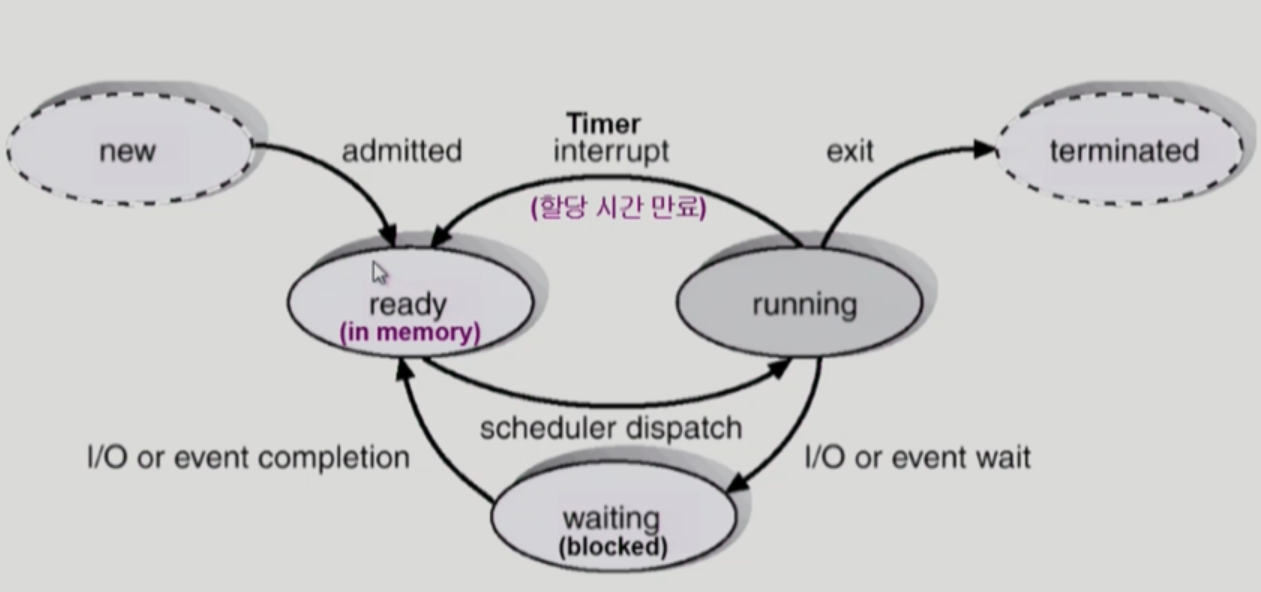 new
admitted
Timer
interrupt
(할당 시간 만료)
exit
terminated
ready
(in memory)
running
scheduler dispatch
I/O or event completion
I/O or event wait
waiting
(blocked)